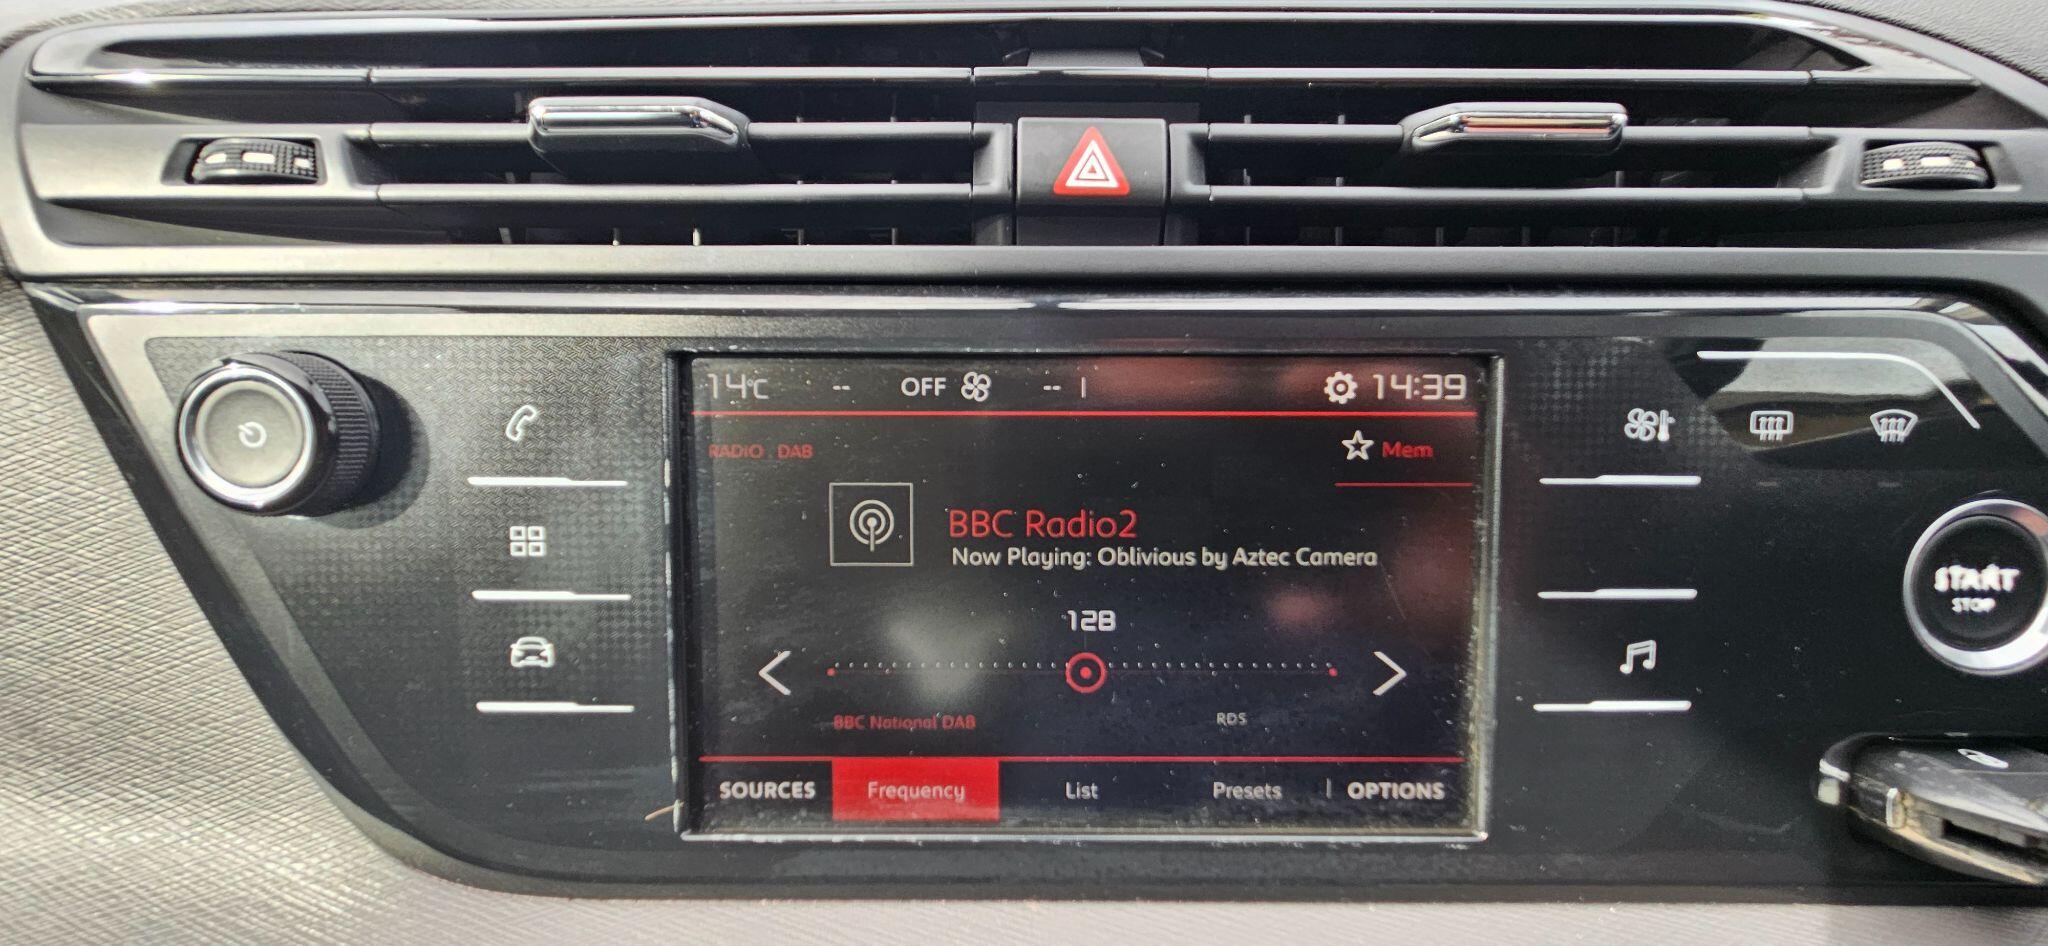 14°C -- OFF -- 14:39
RADIO . DAB
Mem
BBC Radio2
Now Playing: Oblivious by Aztec Camera
12B
BBC National DAB
RDS
SOURCES Frequency List Presets OPTIONS
START
STOP